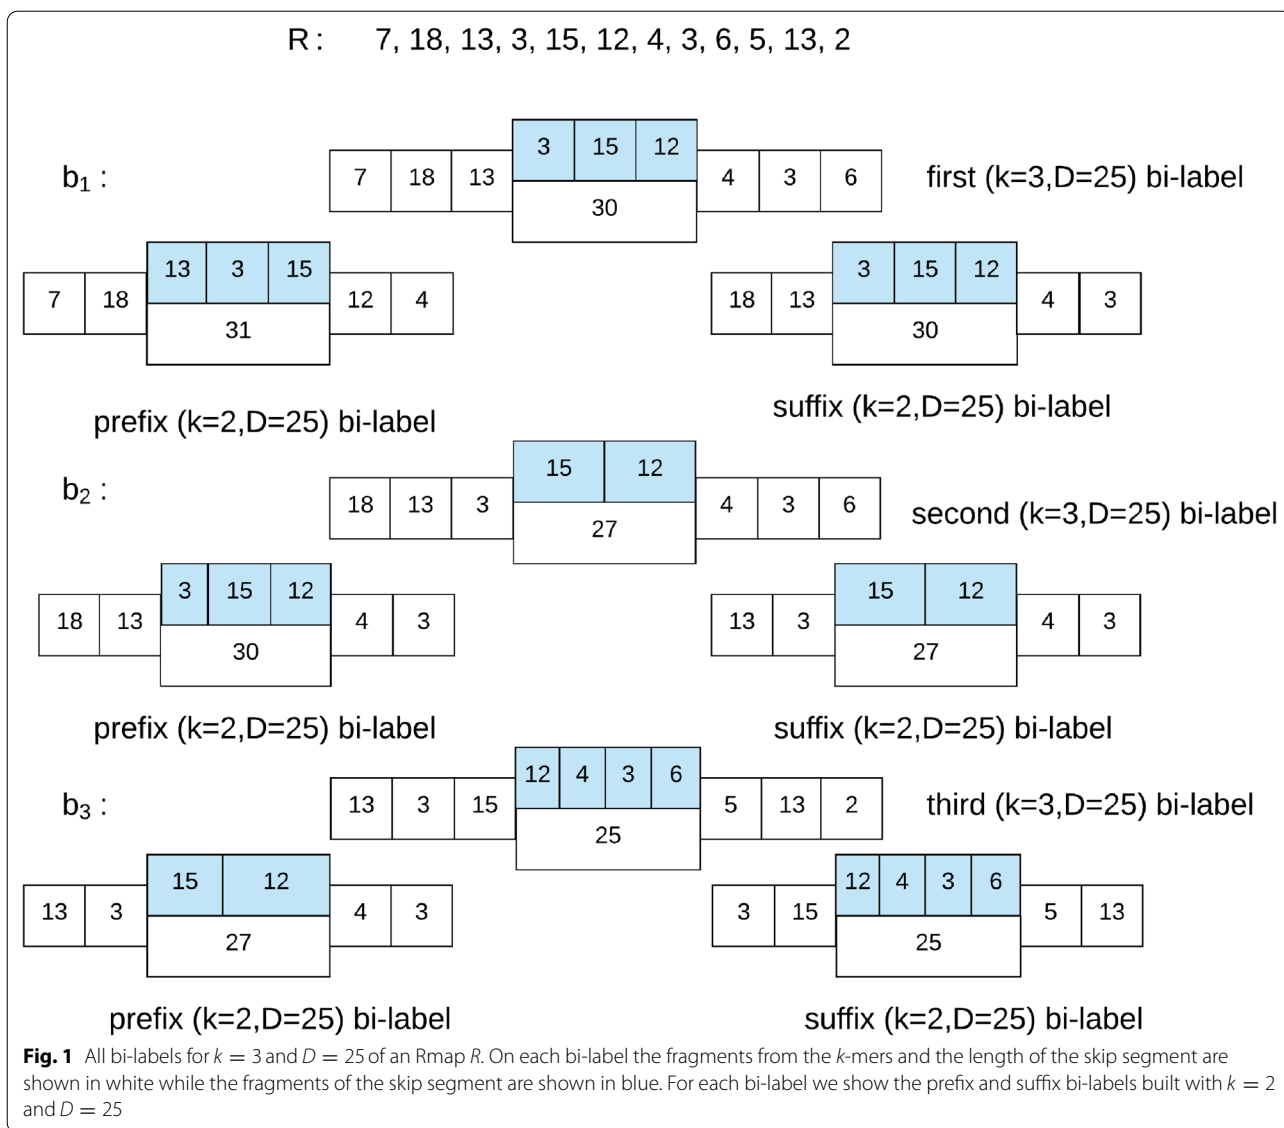 R : 7, 18, 13, 3, 15, 12, 4, 3, 6, 5, 13, 2
3 15 12
b1 : 7 18 13 4 3 6 first (k=3,D=25) bi-label
30
13 3 15 3 15 12
7 18 12 4 18 13 4 3
31 30
prefix (k=2,D=25) bi-label suffix (k=2,D=25) bi-label
15 12
b2 : 18 13 3 4 3 6 second (k=3,D=25) bi-label
27
3 15 12 15 12
18 13 4 3 13 3 4 3
30 27
prefix (k=2,D=25) bi-label suffix (k=2,D=25) bi-label
12 4 3 6
b3 : 13 3 15 5 13 2 third (k=3,D=25) bi-label
25
15 12 12 4 3 6
13 3 4 3 3 15 5 13
27 25
prefix (k=2,D=25) bi-label suffix (k=2,D=25) bi-label
Fig. 1 All bi-labels for k = 3 and D = 25 of an Rmap R. On each bi-label the fragments from the k-mers and the length of the skip segment are
shown in white while the fragments of the skip segment are shown in blue. For each bi-label we show the prefix and suffix bi-labels built with k = 2
and D = 25